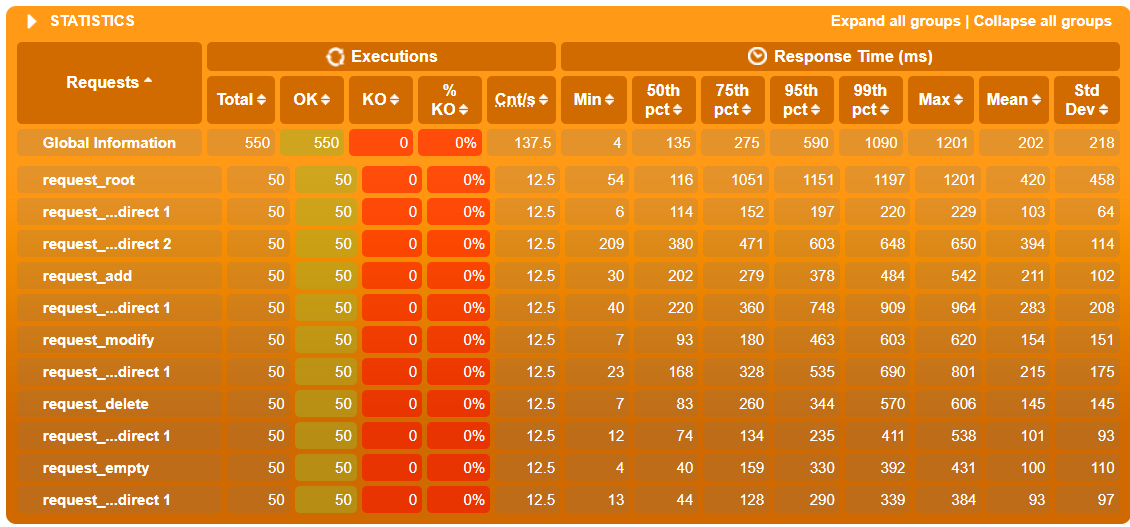 STATISTICS Expand all groups | Collapse all groups
Requests Executions Response Time (ms)
Total OK KO % KO Cnt/s Min 50th pct 75th pct 95th pct 99th pct Max Mean Std Dev
Global Information 550 550 0 0% 137.5 4 135 275 590 1090 1201 202 218
request_root 50 50 0 0% 12.5 54 116 1051 1151 1197 1201 420 458
request_...direct 1 50 50 0 0% 12.5 6 114 152 197 220 229 103 64
request_...direct 2 50 50 0 0% 12.5 209 380 471 603 648 650 394 114
request_add 50 50 0 0% 12.5 30 202 279 378 484 542 211 102
request_...direct 1 50 50 0 0% 12.5 40 220 360 748 909 964 283 208
request_modify 50 50 0 0% 12.5 7 93 180 463 603 620 154 151
request_...direct 1 50 50 0 0% 12.5 23 168 328 535 690 801 215 175
request_delete 50 50 0 0% 12.5 7 83 260 344 570 606 145 145
request_...direct 1 50 50 0 0% 12.5 12 74 134 235 411 538 101 93
request_empty 50 50 0 0% 12.5 4 40 159 330 392 431 100 110
request_...direct 1 50 50 0 0% 12.5 13 44 128 290 339 384 93 97